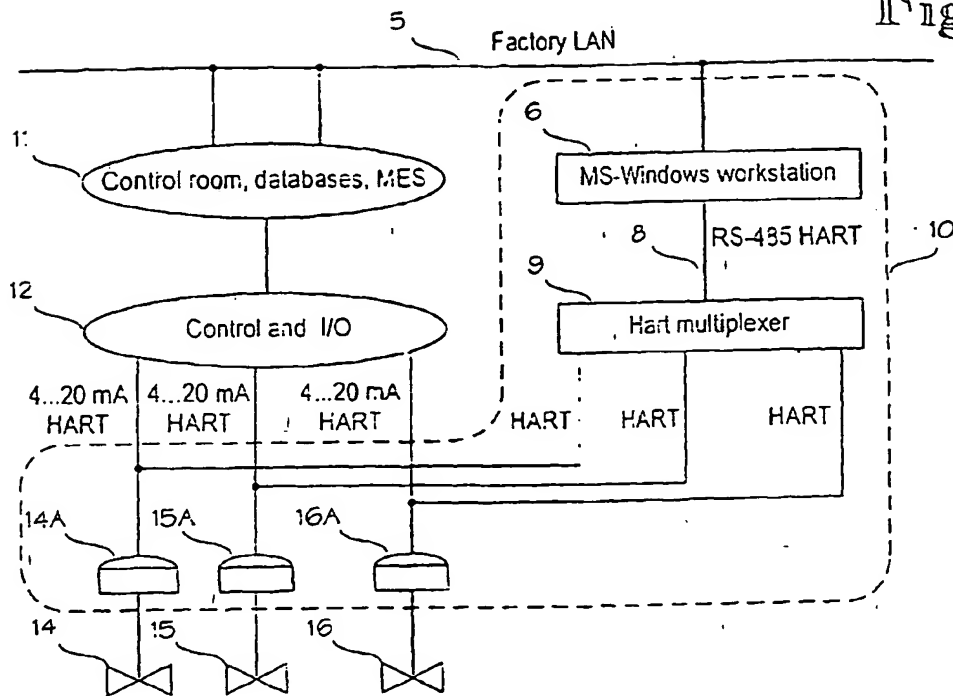 Fig
5
Factory LAN
11
6
Control room, databases, MES
MS-Windows workstation
8
RS-485 HART
10
12
9
Control and I/O
Hart multiplexer
4...20 mA 4...20 mA 4...20 mA
HART HART HART HART HART HART
14A
15A
16A
14
15
16